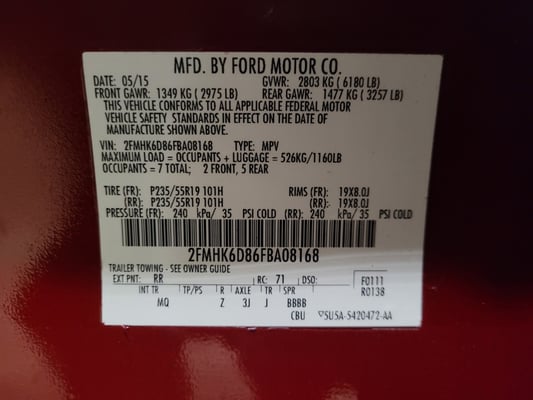 MFD. BY FORD MOTOR CO.
DATE: 05/15 GVWR: 2803 KG ( 6180 LB)
FRONT GAWR: 1349 KG ( 2975 LB) REAR GAWR: 1477 KG ( 3257 LB)
THIS VEHICLE CONFORMS TO ALL APPLICABLE FEDERAL MOTOR
VEHICLE SAFETY STANDARDS IN EFFECT ON THE DATE OF
MANUFACTURE SHOWN ABOVE.
VIN: 2FMHK6D86FBA08168 TYPE: MPV
MAXIMUM LOAD = OCCUPANTS + LUGGAGE = 526KG/1160LB
OCCUPANTS = 7 TOTAL; 2 FRONT, 5 REAR
TIRE (FR): P235/55R19 101H RIMS (FR): 19X8.0J
(RR): P235/55R19 101H (RR): 19X8.0J
PRESSURE (FR): 240 kPa/ 35 PSI COLD (RR): 240 kPa/ 35 PSI COLD
2FMHK6D86FBA08168
TRAILER TOWING - SEE OWNER GUIDE
EXT PNT: RR RC: 71 DSO: F0111
INT TR TP/PS R AXLE TR SPR R0138
MQ Z 3J J BBBB
CBU 5USA-5420472-AA